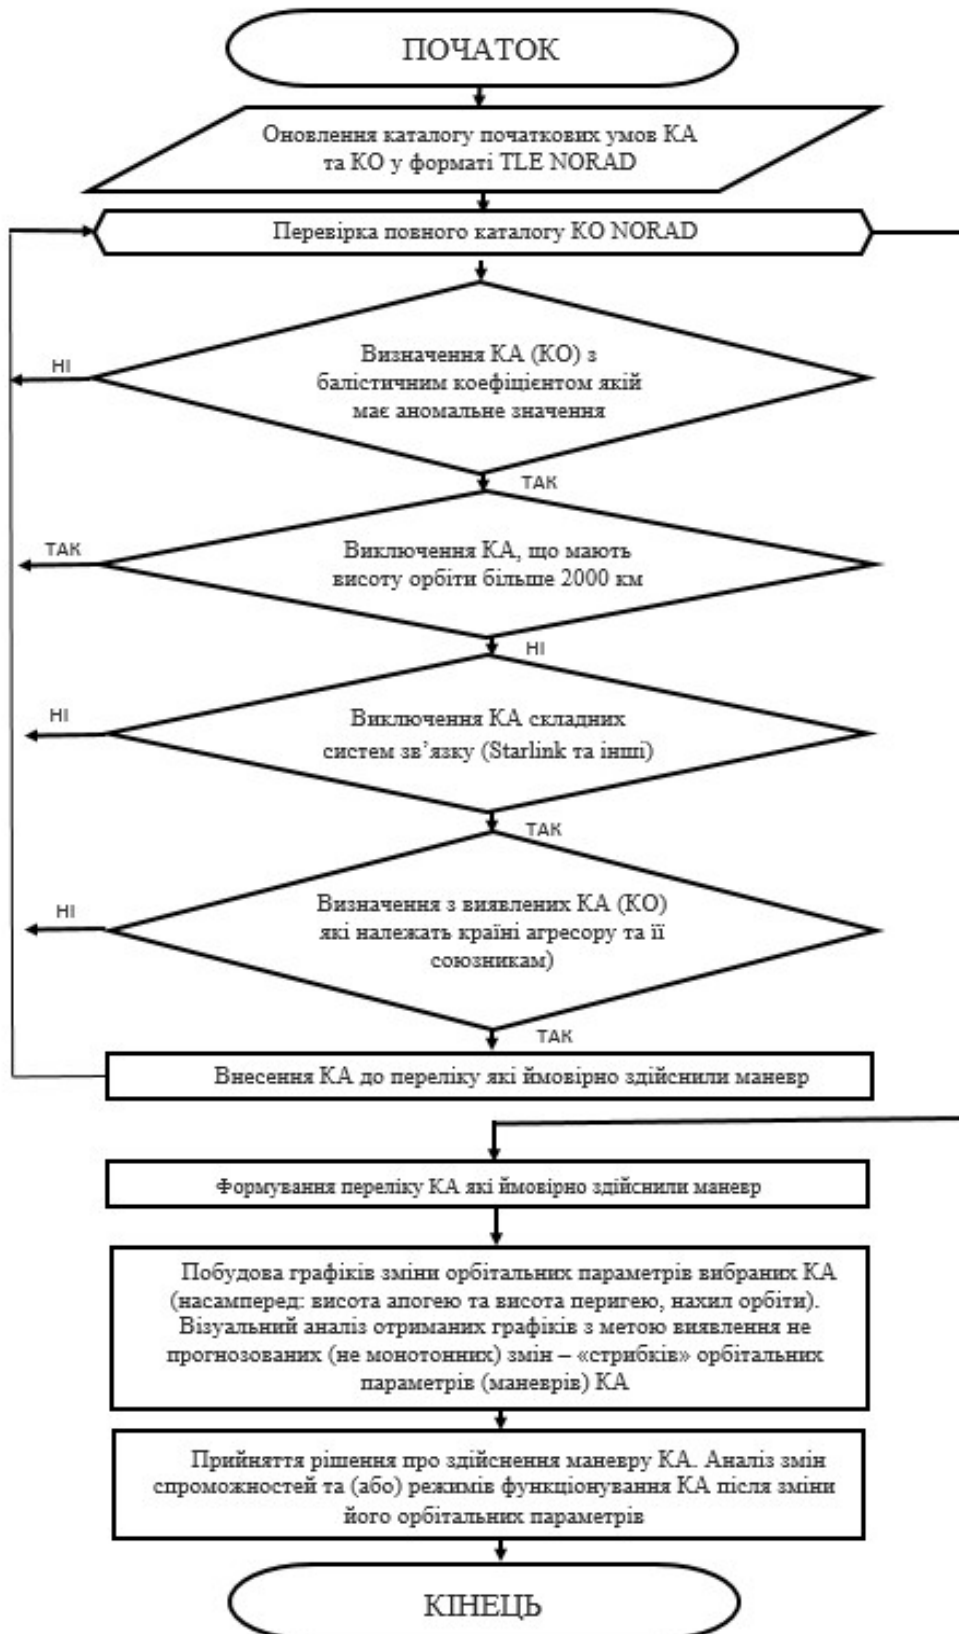 ПОЧАТОК
Оновлення каталогу початкових умов КА
та КО у форматі TLE NORAD
Перевірка повного каталогу КО NORAD
Визначення КА (КО) з
балістичним коефіцієнтом якій
має аномальне значення
НІ
ТАК
Виключення КА, що мають
висоту орбіти більше 2000 км
ТАК
НІ
Виключення КА складних
систем зв’язку (Starlink та інші)
НІ
ТАК
Визначення з виявлених КА (КО)
які належать країні агресору та її
союзникам)
НІ
ТАК
Внесення КА до переліку які ймовірно здійснили маневр
Формування переліку КА які ймовірно здійснили маневр
Побудова графіків зміни орбітальних параметрів вибраних КА
(насамперед: висота апогею та висота перигею, нахил орбіти).
Візуальний аналіз отриманих графіків з метою виявлення не
прогнозованих (не монотонних) змін – «стрибків» орбітальних
параметрів (маневрів) КА
Прийняття рішення про здійснення маневру КА. Аналіз змін
спроможностей та (або) режимів функціонування КА після зміни
його орбітальних параметрів
КІНЕЦЬ